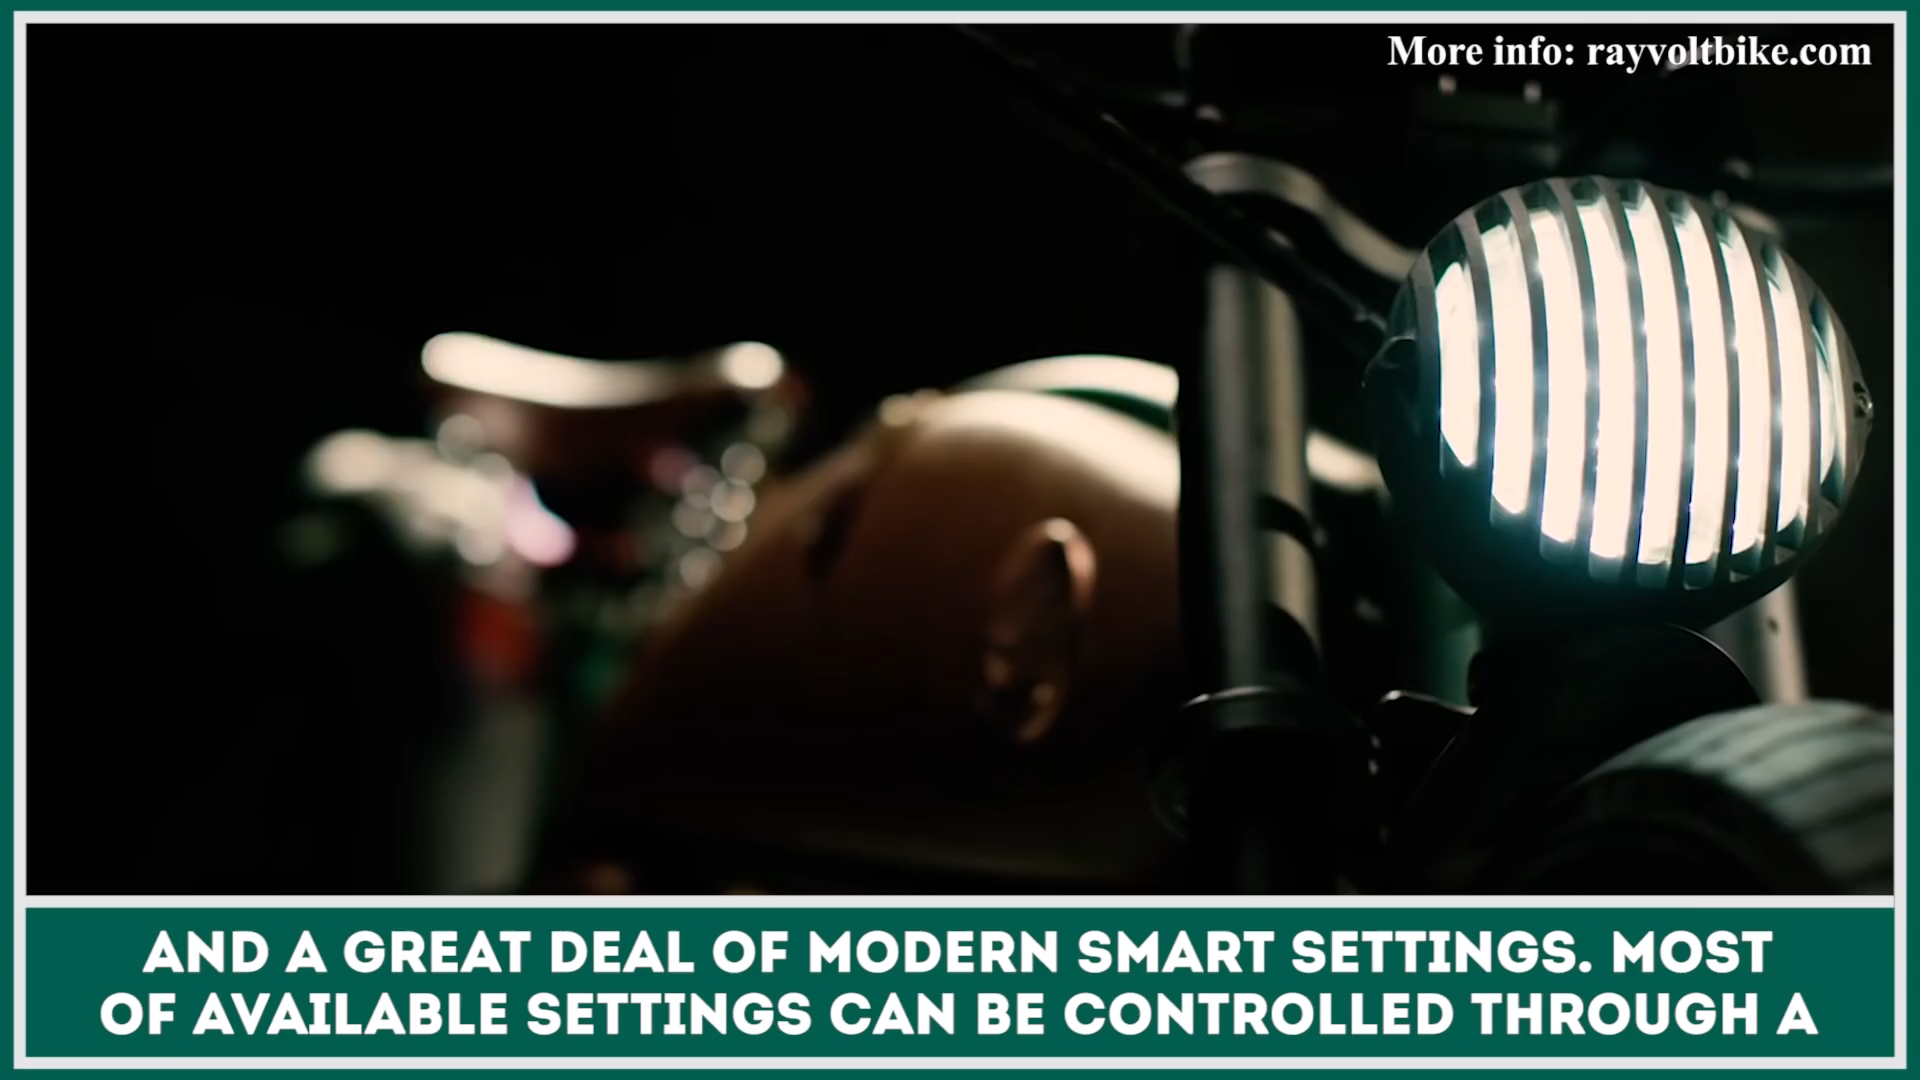 More info: rayvoltbike.com
AND A GREAT DEAL OF MODERN SMART SETTINGS. MOST
OF AVAILABLE SETTINGS CAN BE CONTROLLED THROUGH A